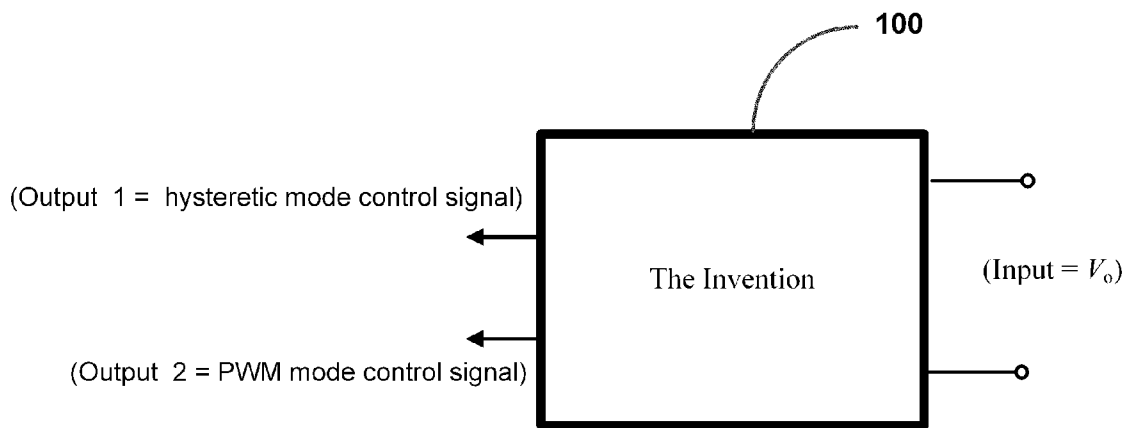 100
(Output 1 = hysteretic mode control signal)
The Invention
(Input = Vo)
(Output 2 = PWM mode control signal)